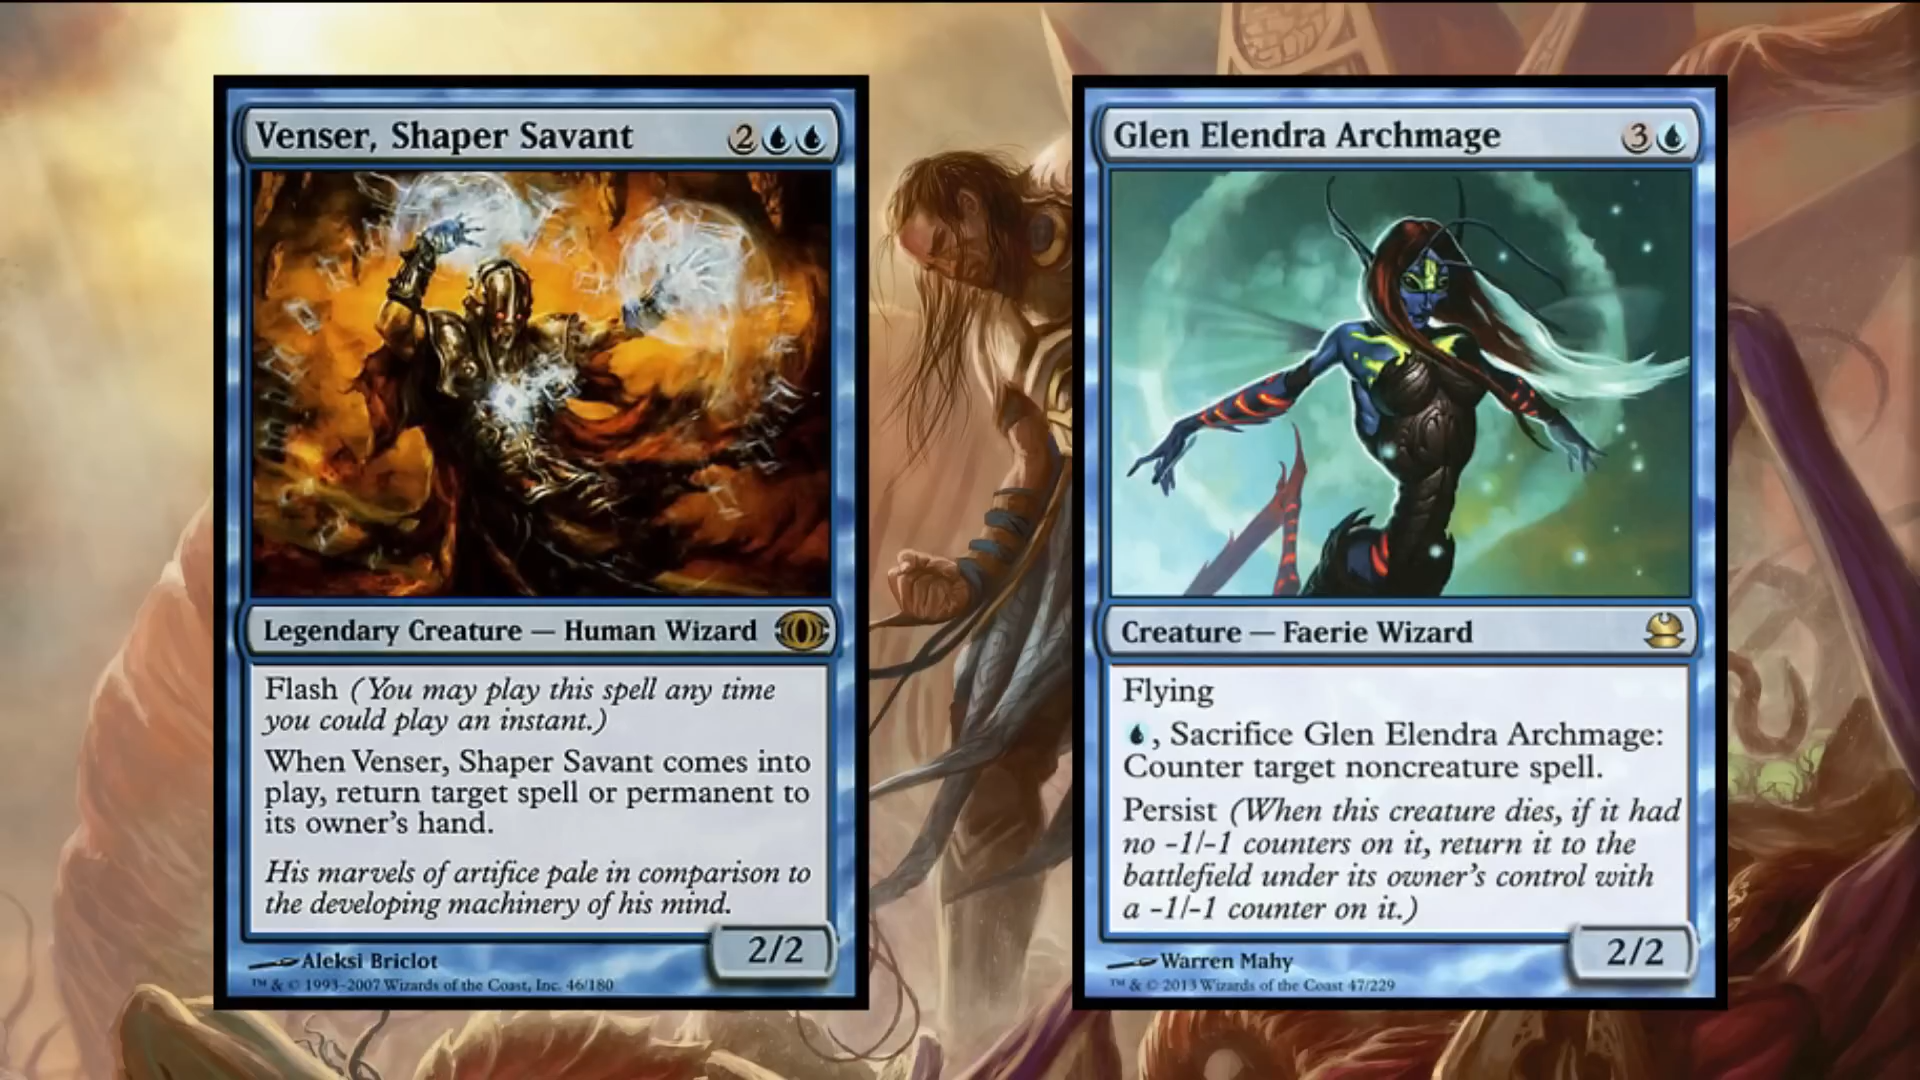 Venser, Shaper Savant 2
Legendary Creature — Human Wizard
Flash (You may play this spell any time
you could play an instant.)
When Venser, Shaper Savant comes into
play, return target spell or permanent to
its owner's hand.
His marvels of artifice pale in comparison to
the developing machinery of his mind.
2/2
Aleksi Briclot
™ & © 1993–2007 Wizards of the Coast, Inc. 46/180
Glen Elendra Archmage 3
Creature — Faerie Wizard
Flying
, Sacrifice Glen Elendra Archmage:
Counter target noncreature spell.
Persist (When this creature dies, if it had
no -1/-1 counters on it, return it to the
battlefield under its owner's control with
a -1/-1 counter on it.)
2/2
Warren Mahy
™ & © 2013 Wizards of the Coast 47/229